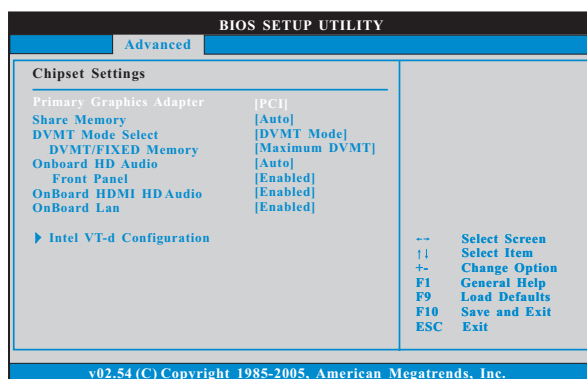 BIOS SETUP UTILITY
Advanced
Chipset Settings
Primary Graphics Adapter [PCI]
Share Memory [Auto]
DVMT Mode Select [DVMT Mode]
DVMT/FIXED Memory [Maximum DVMT]
Onboard HD Audio [Auto]
Front Panel [Enabled]
OnBoard HDMI HD Audio [Enabled]
OnBoard Lan [Enabled]
Intel VT-d Configuration
←→ Select Screen
↑↓ Select Item
+- Change Option
F1 General Help
F9 Load Defaults
F10 Save and Exit
ESC Exit
v02.54 (C) Copyright 1985-2005, American Megatrends, Inc.